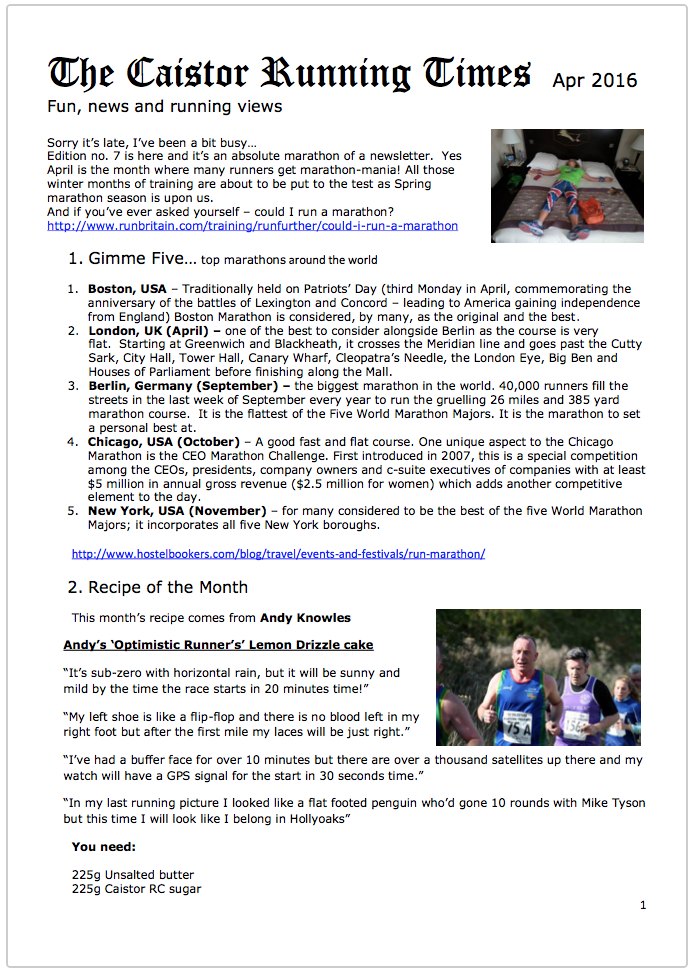 The Caistor Running Times Apr 2016
Fun, news and running views
Sorry it's late, I've been a bit busy…
Edition no. 7 is here and it's an absolute marathon of a newsletter.  Yes
April is the month where many runners get marathon-mania! All those
winter months of training are about to be put to the test as Spring
marathon season is upon us.
And if you've ever asked yourself – could I run a marathon?
http://www.runbritain.com/training/runfurther/could-i-run-a-marathon
1. Gimme Five… top marathons around the world
1. Boston, USA – Traditionally held on Patriots' Day (third Monday in April, commemorating the
anniversary of the battles of Lexington and Concord – leading to America gaining independence
from England) Boston Marathon is considered, by many, as the original and the best.
2. London, UK (April) – one of the best to consider alongside Berlin as the course is very
flat.  Starting at Greenwich and Blackheath, it crosses the Meridian line and goes past the Cutty
Sark, City Hall, Tower Hall, Canary Wharf, Cleopatra's Needle, the London Eye, Big Ben and
Houses of Parliament before finishing along the Mall.
3. Berlin, Germany (September) – the biggest marathon in the world. 40,000 runners fill the
streets in the last week of September every year to run the gruelling 26 miles and 385 yard
marathon course.  It is the flattest of the Five World Marathon Majors. It is the marathon to set
a personal best at.
4. Chicago, USA (October) – A good fast and flat course. One unique aspect to the Chicago
Marathon is the CEO Marathon Challenge. First introduced in 2007, this is a special competition
among the CEOs, presidents, company owners and c-suite executives of companies with at least
$5 million in annual gross revenue ($2.5 million for women) which adds another competitive
element to the day.
5. New York, USA (November) – for many considered to be the best of the five World Marathon
Majors; it incorporates all five New York boroughs.
http://www.hostelbookers.com/blog/travel/events-and-festivals/run-marathon/
2. Recipe of the Month
This month's recipe comes from Andy Knowles
Andy's 'Optimistic Runner's' Lemon Drizzle cake
"It's sub-zero with horizontal rain, but it will be sunny and
mild by the time the race starts in 20 minutes time!"
"My left shoe is like a flip-flop and there is no blood left in my
right foot but after the first mile my laces will be just right."
"I've had a buffer face for over 10 minutes but there are over a thousand satellites up there and my
watch will have a GPS signal for the start in 30 seconds time."
"In my last running picture I looked like a flat footed penguin who'd gone 10 rounds with Mike Tyson
but this time I will look like I belong in Hollyoaks"
You need:
225g Unsalted butter
225g Caistor RC sugar
1
75 A